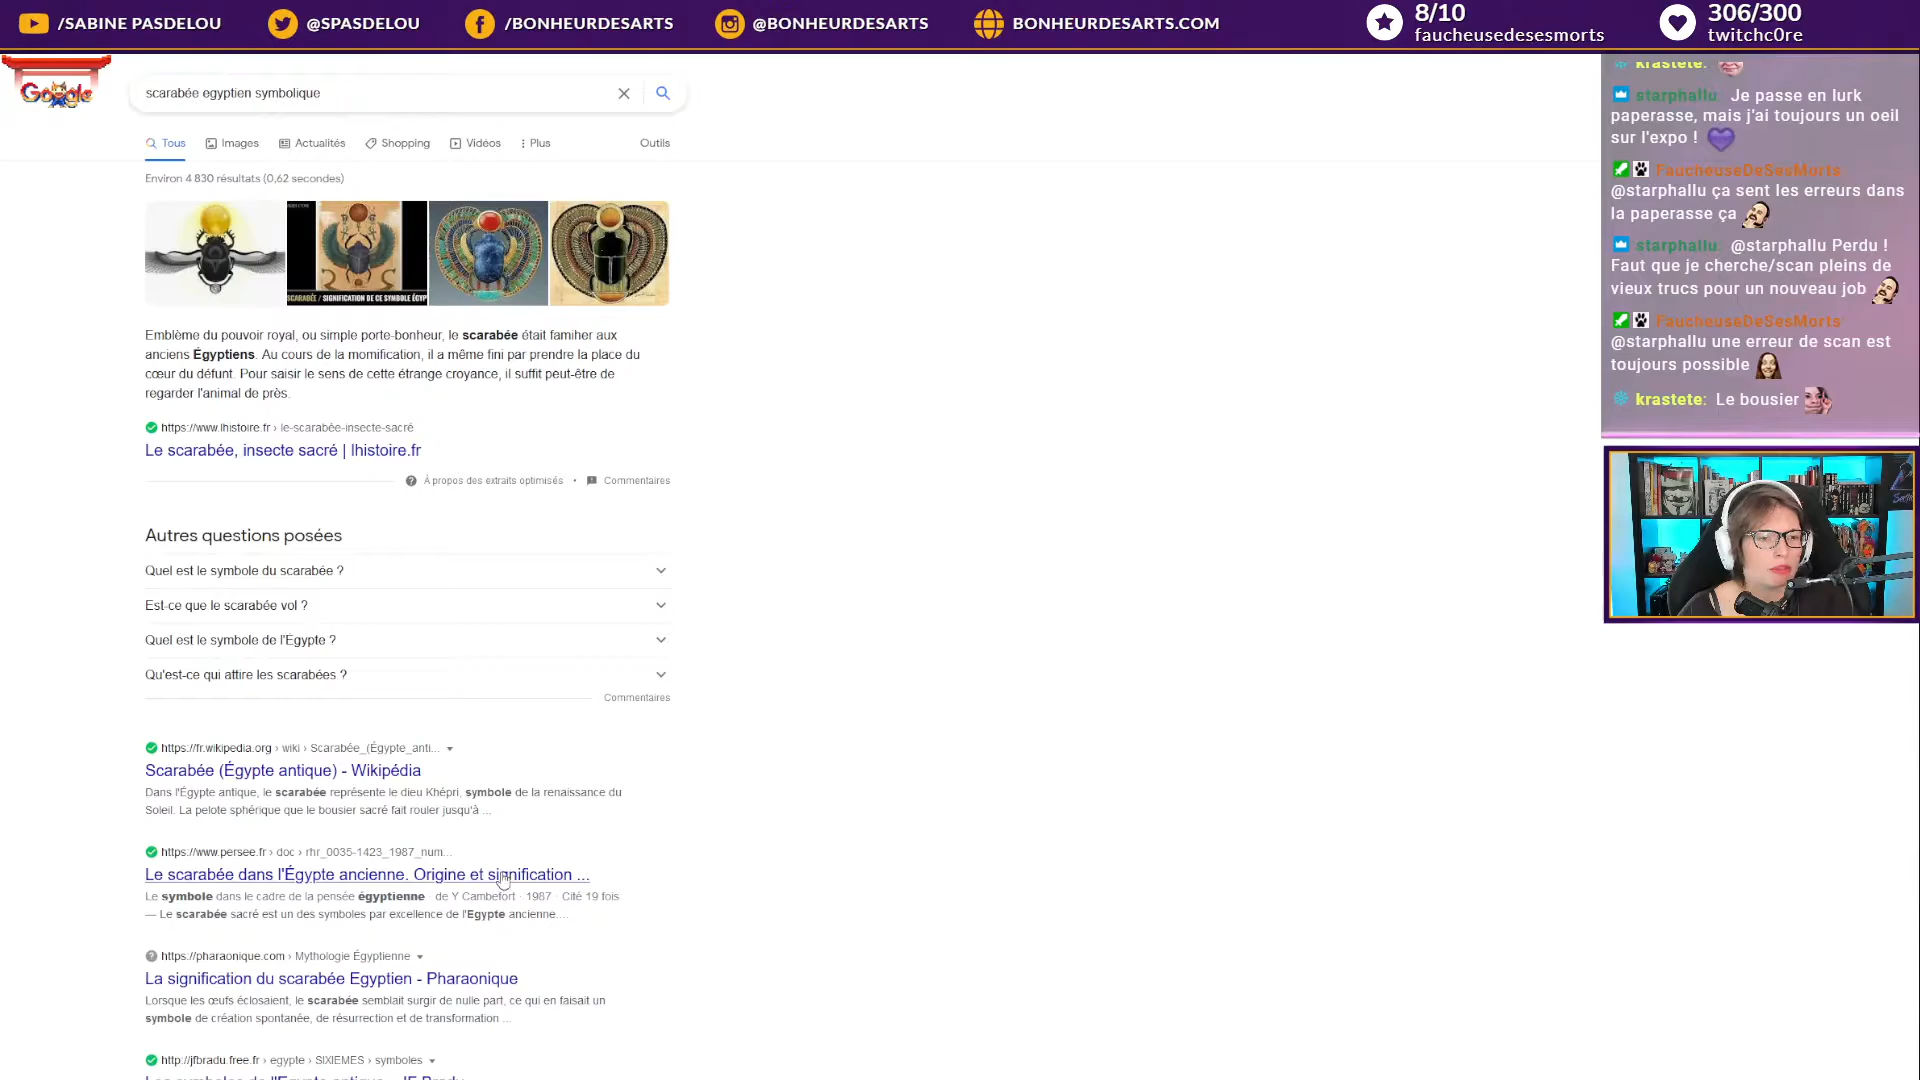 /SABINE PASDELOU
@SPASDELOU
/BONHEURDESARTS
@BONHEURDESARTS
BONHEURDESARTS.COM
8/10
faucheusedesesmorts
306/300
twitchc0re
Google
scarabée egyptien symbolique
Tous
Images
Actualités
Shopping
Vidéos
Plus
Outils
Environ 4 830 résultats (0,62 secondes)
SCARABÉE / SIGNIFICATION DE CE SYMBOLE ÉGYP
Emblème du pouvoir royal, ou simple porte-bonheur, le scarabée était familier aux
anciens Égyptiens. Au cours de la momification, il a même fini par prendre la place du
cœur du défunt. Pour saisir le sens de cette étrange croyance, il suffit peut-être de
regarder l'animal de près.
https://www.lhistoire.fr › le-scarabée-insecte-sacré
Le scarabée, insecte sacré | lhistoire.fr
À propos des extraits optimisés • Commentaires
Autres questions posées
Quel est le symbole du scarabée ?
Est-ce que le scarabée vol ?
Quel est le symbole de l'Égypte ?
Qu'est-ce qui attire les scarabées ?
Commentaires
https://fr.wikipedia.org › wiki › Scarabée_(Égypte_anti...
Scarabée (Égypte antique) - Wikipédia
Dans l'Égypte antique, le scarabée représente le dieu Khépri, symbole de la renaissance du
Soleil. La pelote sphérique que le bousier sacré fait rouler jusqu'à ...
https://www.persee.fr › doc › rhr_0035-1423_1987_num...
Le scarabée dans l'Égypte ancienne. Origine et signification ...
Le symbole dans le cadre de la pensée égyptienne · de Y Cambefort · 1987 · Cité 19 fois
— Le scarabée sacré est un des symboles par excellence de l'Egypte ancienne....
https://pharaonique.com › Mythologie Égyptienne
La signification du scarabée Egyptien - Pharaonique
Lorsque les œufs éclosaient, le scarabée semblait surgir de nulle part, ce qui en faisait un
symbole de création spontanée, de résurrection et de transformation ...
http://jfbradu.free.fr › egypte › SIXIEMES › symboles
krastete:
starphallu: Je passe en lurk
paperasse, mais j'ai toujours un oeil
sur l'expo !
FaucheuseDeSesMorts:
@starphallu ça sent les erreurs dans
la paperasse ça
starphallu: @starphallu Perdu !
Faut que je cherche/scan pleins de
vieux trucs pour un nouveau job
FaucheuseDeSesMorts:
@starphallu une erreur de scan est
toujours possible
krastete: Le bousier